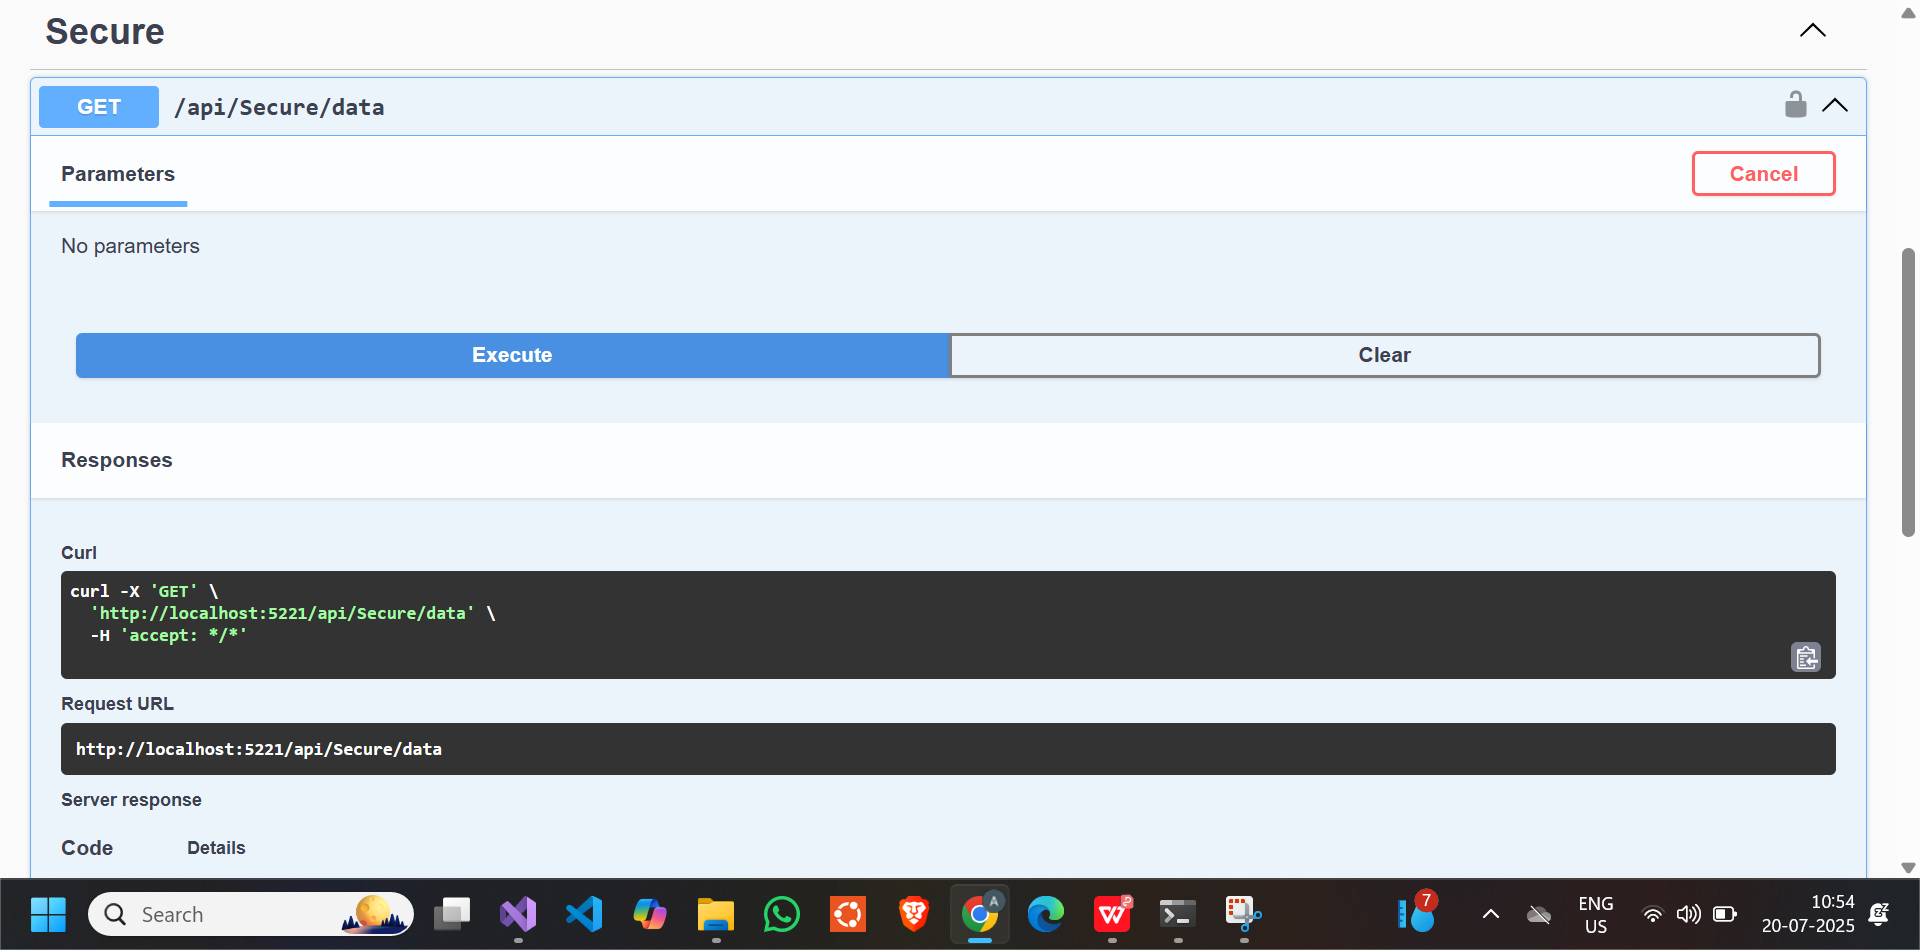 Secure
GET /api/Secure/data
Parameters
Cancel
No parameters
Execute
Clear
Responses
Curl
curl -X 'GET' \
'http://localhost:5221/api/Secure/data' \
-H 'accept: */*'
Request URL
http://localhost:5221/api/Secure/data
Server response
Code Details
Search
A
W
P
7
ENG
US
10:54
20-07-2025